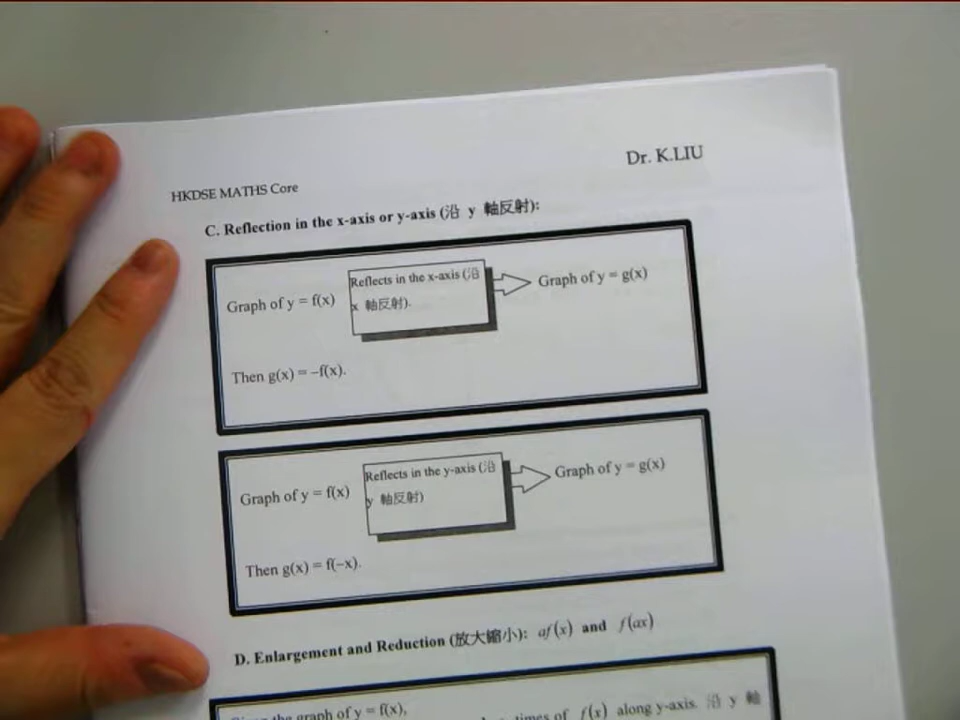 Dr. K.LIU
HKDSE MATHS Core
C. Reflection in the x-axis or y-axis (沿 y 軸反射):
Graph of y = f(x)
Reflects in the x-axis (沿
x 軸反射).
Graph of y = g(x)
Then g(x) = –f(x).
Graph of y = f(x)
Reflects in the y-axis (沿
y 軸反射)
Graph of y = g(x)
Then g(x) = f(–x).
D. Enlargement and Reduction (放大縮小): af(x) and f(ax)
the graph of y = f(x),
times of f(x) along y-axis. 沿 y 軸